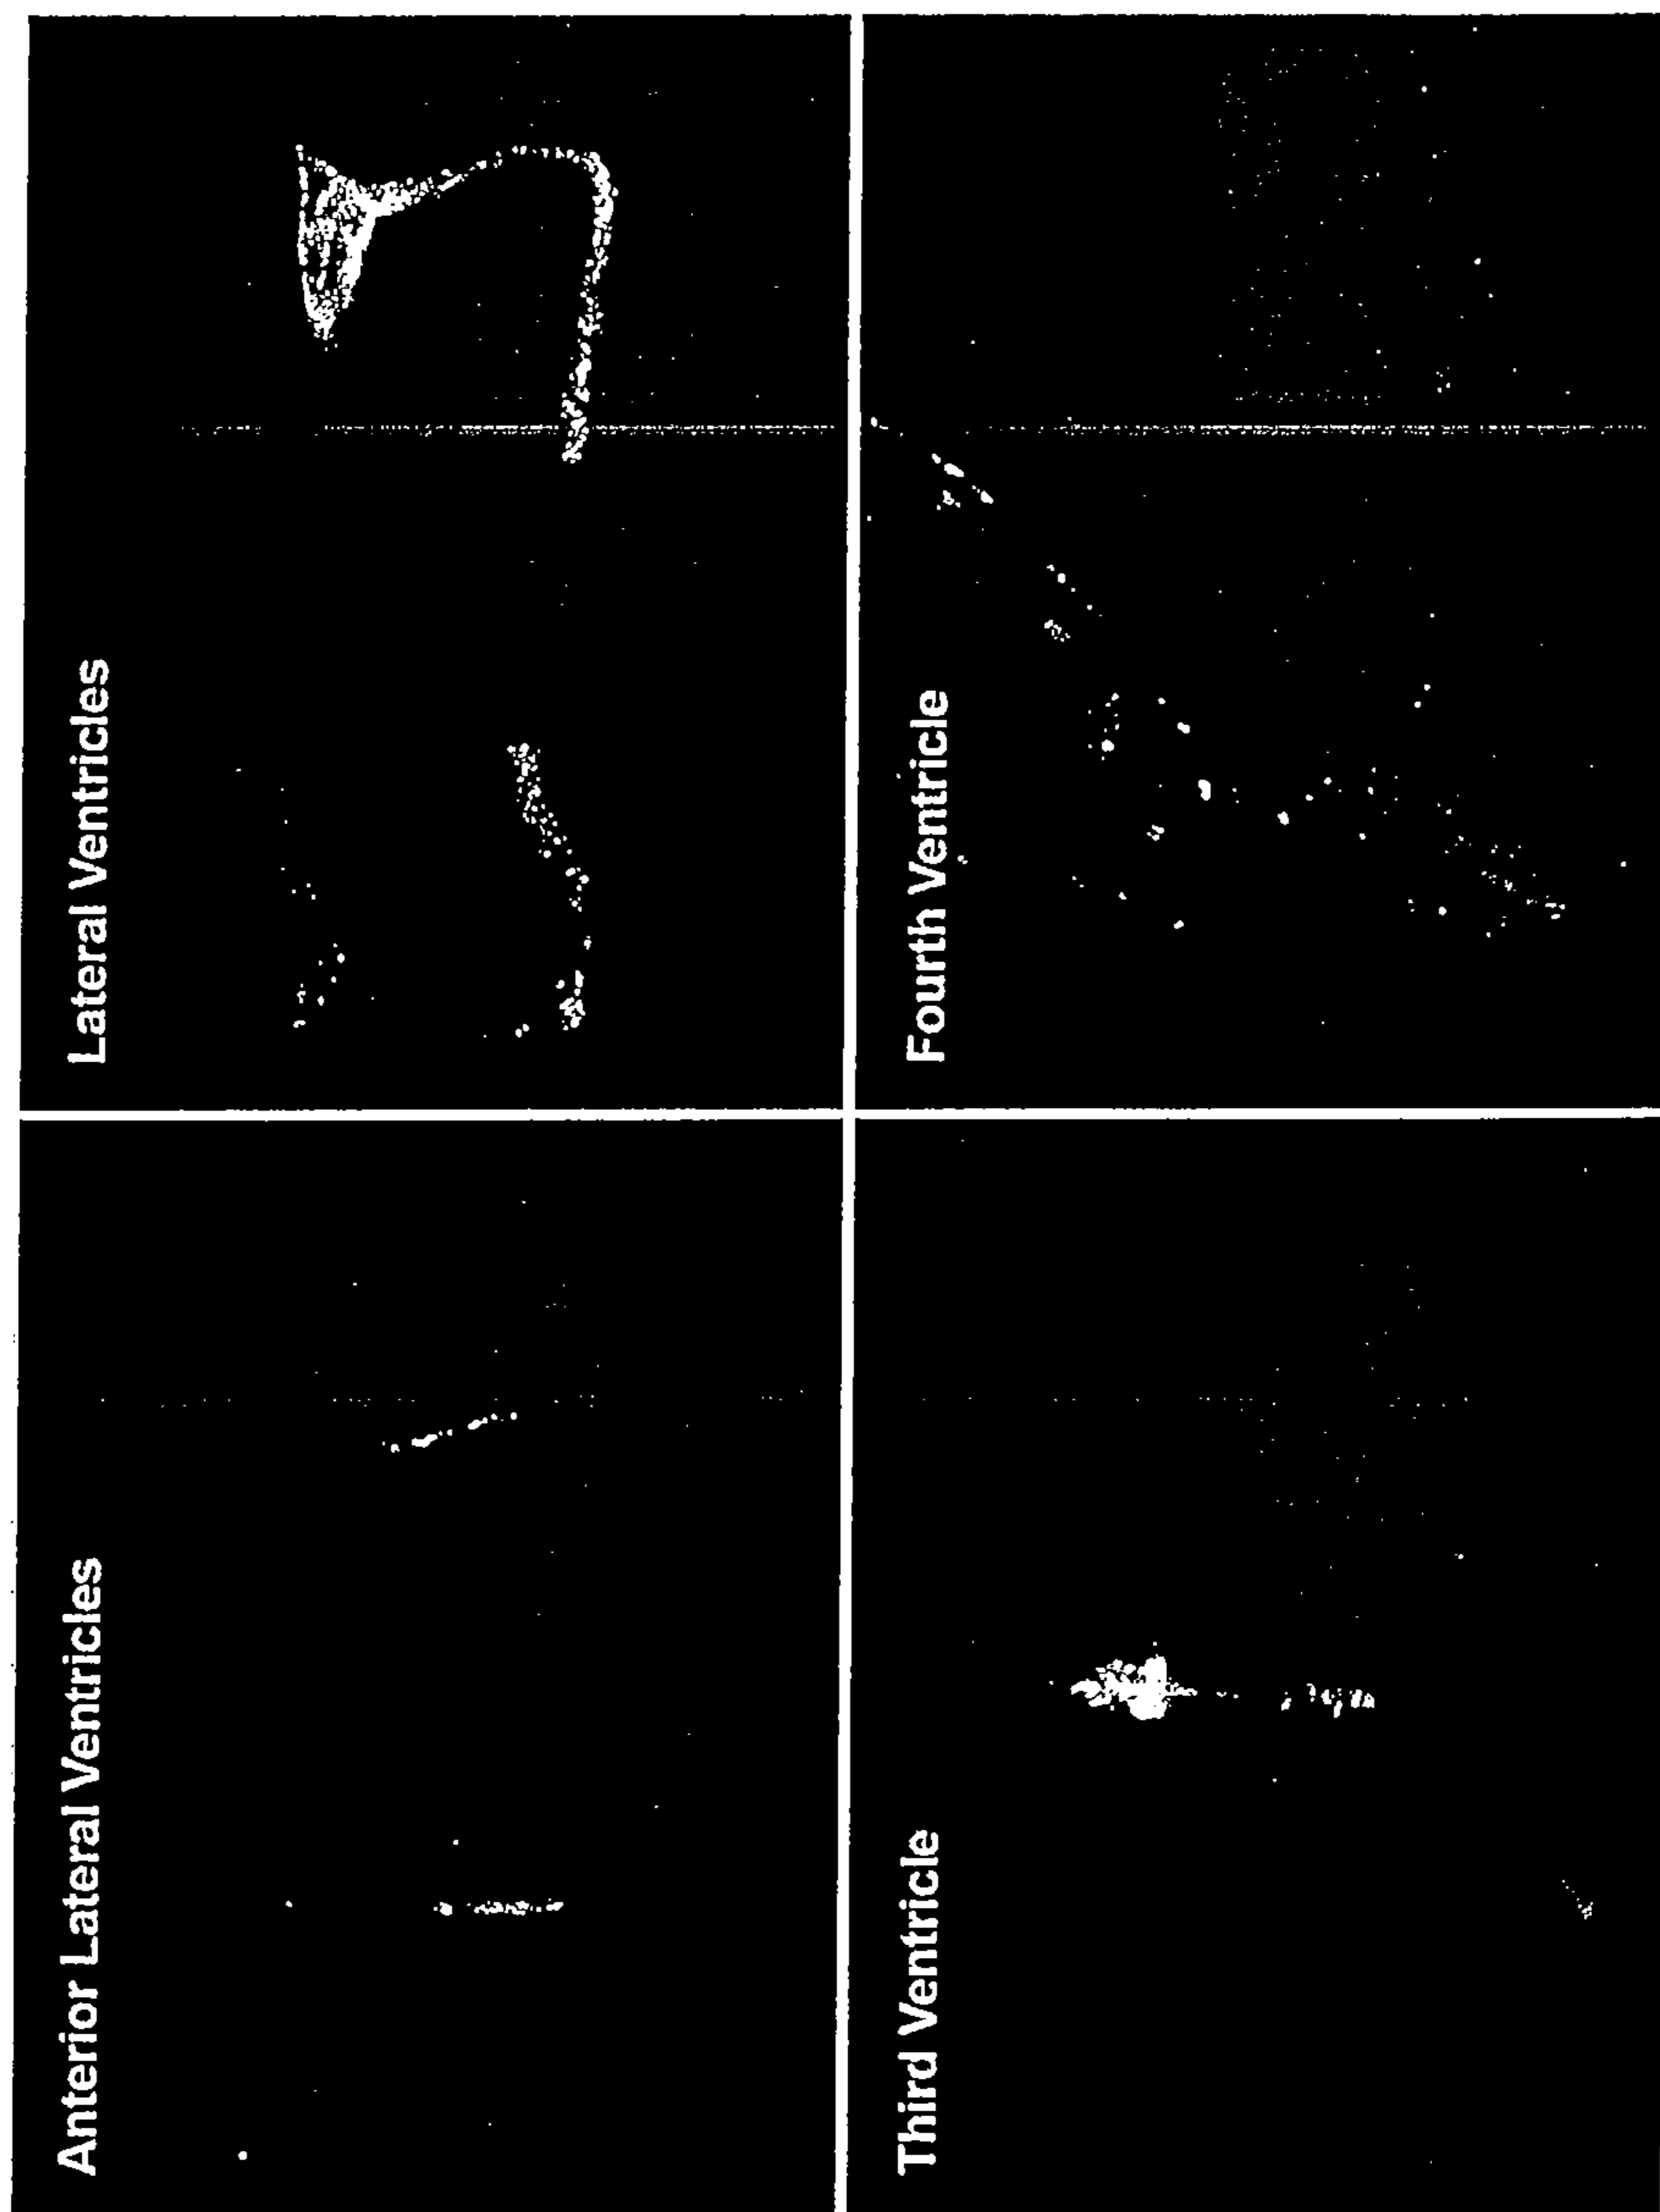 Anterior Lateral Ventricles
Lateral Ventricles
Third Ventricle
Fourth Ventricle